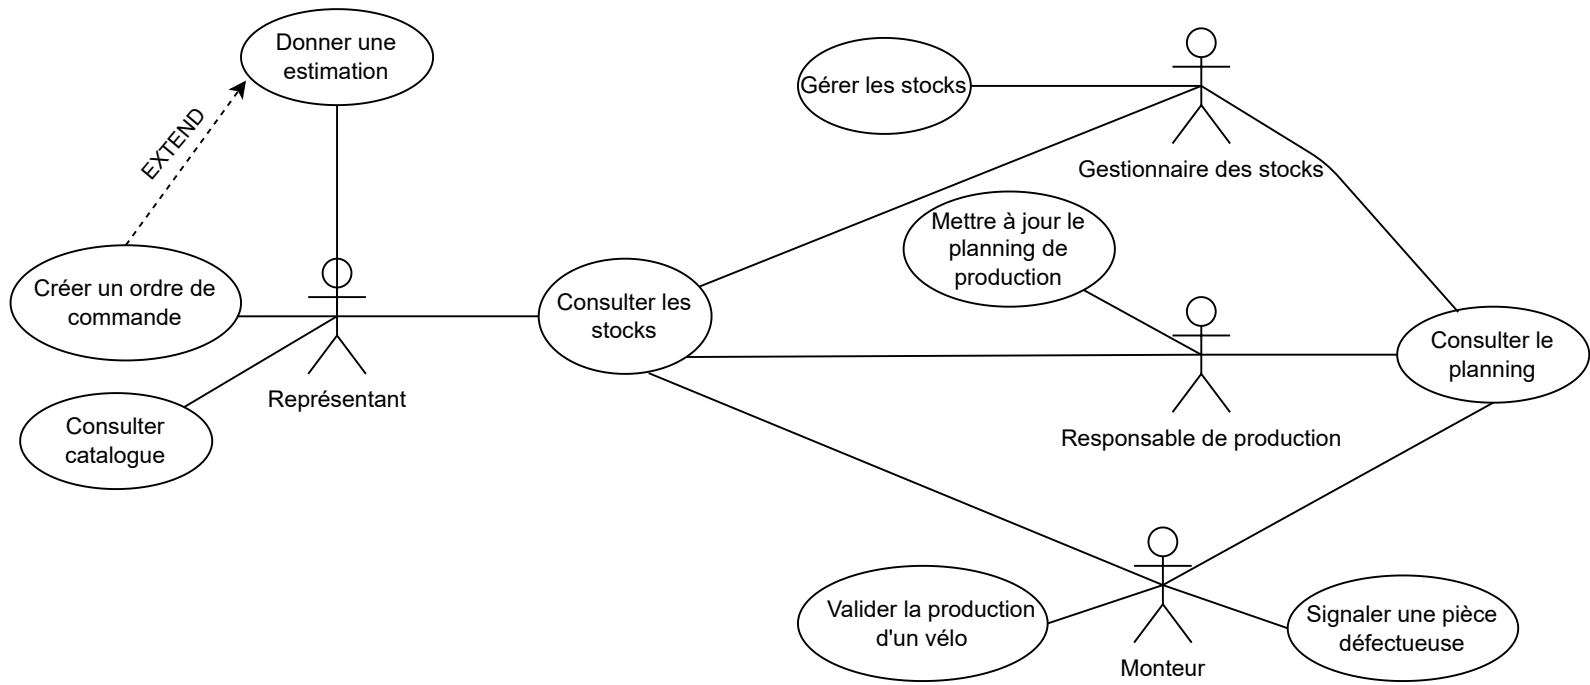 Donner une
estimation
EXTEND
Créer un ordre de
commande
Consulter
catalogue
Représentant
Consulter les
stocks
Gérer les stocks
Gestionnaire des stocks
Mettre à jour le
planning de
production
Responsable de production
Consulter le
planning
Valider la production
d'un vélo
Monteur
Signaler une pièce
défectueuse